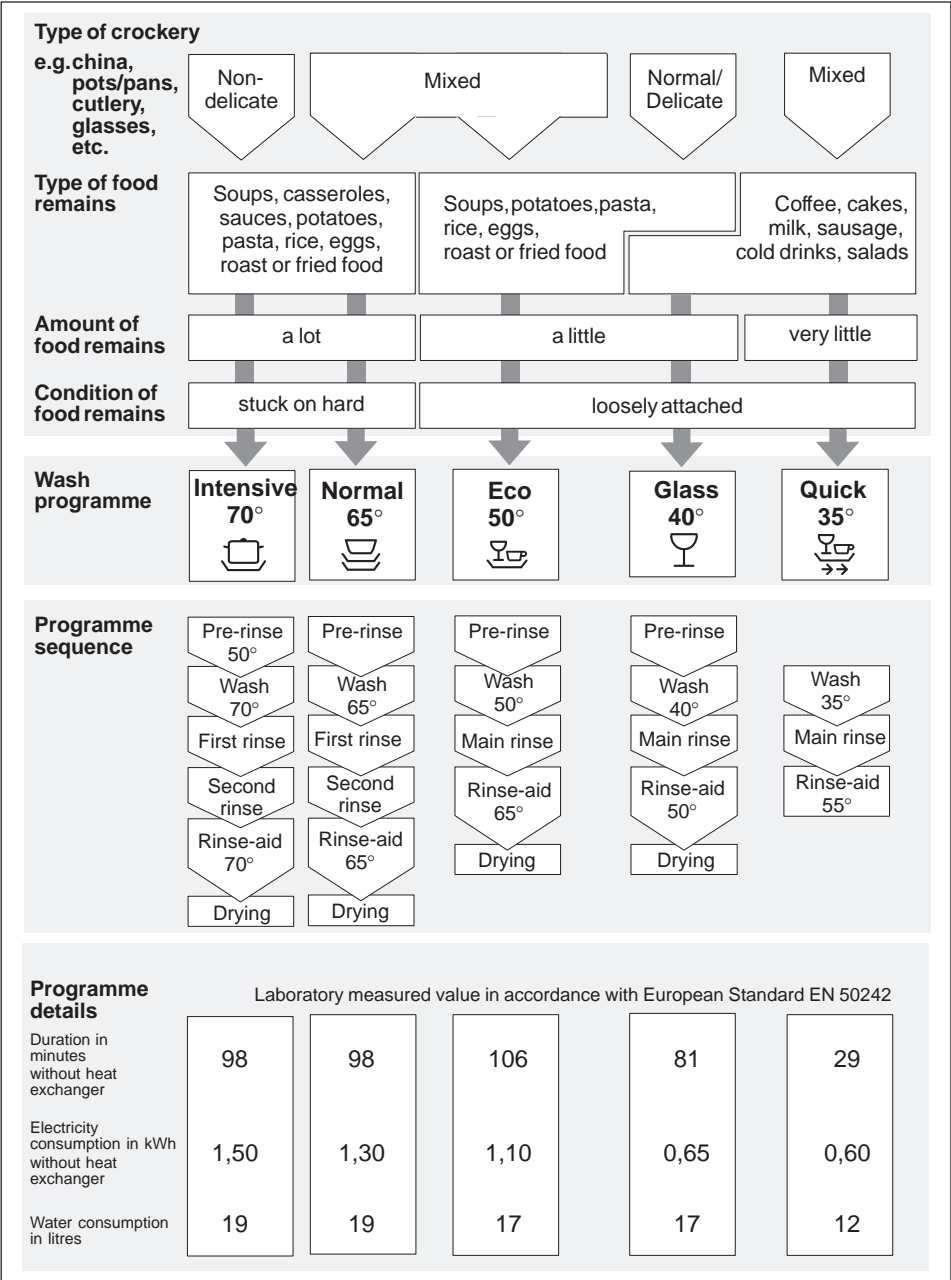 Type of crockery
e.g. china,
pots/pans,
cutlery,
glasses,
etc.
Non-
delicate
Mixed
Normal/
Delicate
Mixed
Type of food
remains
Soups, casseroles,
sauces, potatoes,
pasta, rice, eggs,
roast or fried food
Soups, potatoes, pasta,
rice, eggs,
roast or fried food
Coffee, cakes,
milk, sausage,
cold drinks, salads
Amount of
food remains
a lot
a little
very little
Condition of
food remains
stuck on hard
loosely attached
Wash
programme
Intensive
70°
Normal
65°
Eco
50°
Glass
40°
Quick
35°
Programme
sequence
Pre-rinse
50°
Wash
70°
First rinse
Second
rinse
Rinse-aid
70°
Drying
Pre-rinse
Wash
65°
First rinse
Second
rinse
Rinse-aid
65°
Drying
Pre-rinse
Wash
50°
Main rinse
Rinse-aid
65°
Drying
Pre-rinse
Wash
40°
Main rinse
Rinse-aid
50°
Drying
Wash
35°
Main rinse
Rinse-aid
55°
Programme
details
Laboratory measured value in accordance with European Standard EN 50242
Duration in
minutes
without heat
exchanger
98 98 106 81 29
Electricity
consumption in kWh
without heat
exchanger
1,50 1,30 1,10 0,65 0,60
Water consumption
in litres
19 19 17 17 12